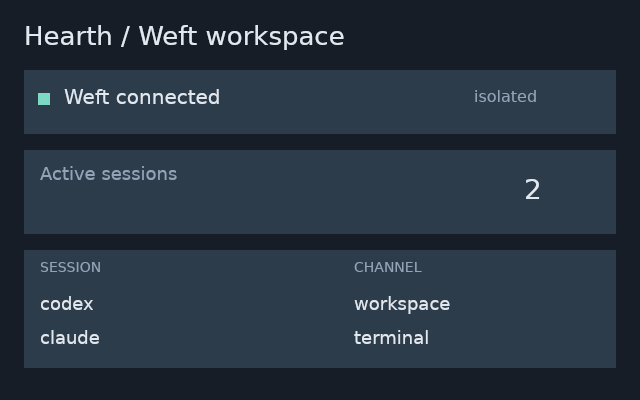 Hearth / Weft workspace
Weft connected isolated
Active sessions
2
SESSION CHANNEL
codex workspace
claude terminal